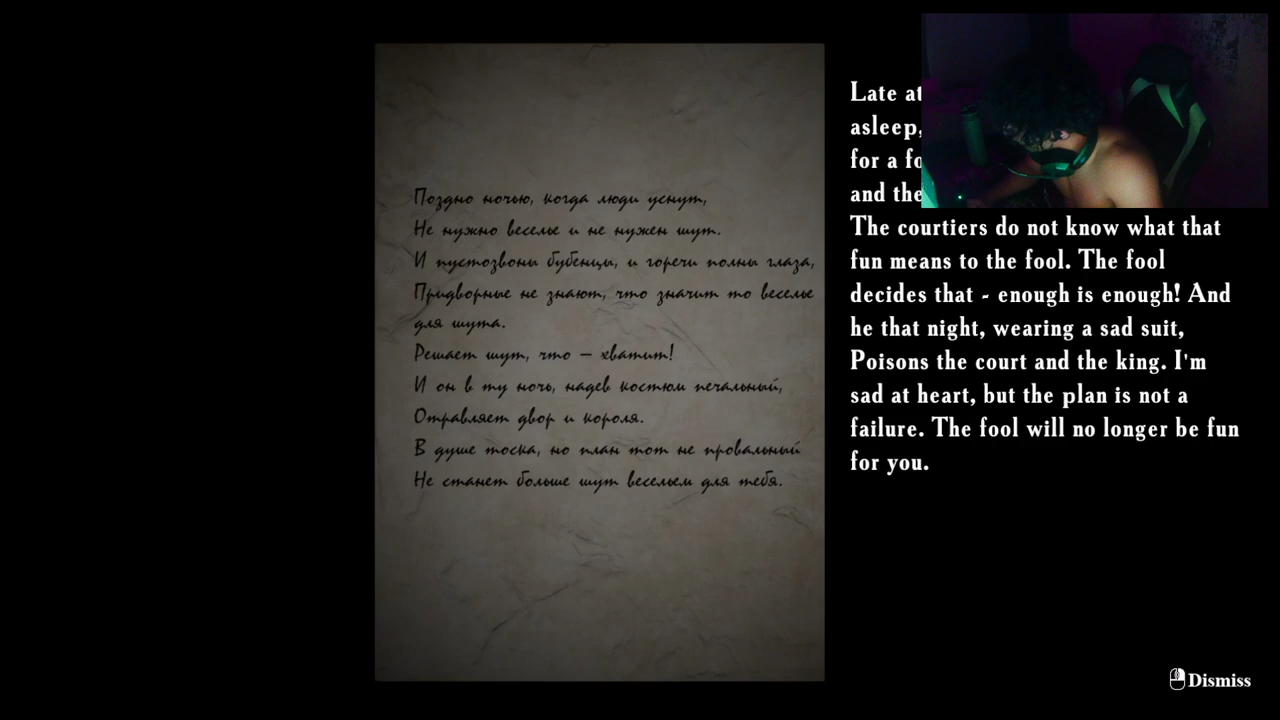 Поздно ночью, когда люди уснут,
Не нужно веселье и не нужен шут.
И пустозвоны бубенцы, и горечи полны глаза,
Придворные не знают, что значит то веселье
для шута.
Решает шут, что – хватит!
И он в ту ночь, надев костюм печальный,
Отравляет двор и короля.
В душе тоска, но план тот не провальный
Не станет больше шут весельем для тебя.
Late at
asleep,
for a fo
and the
The courtiers do not know what that
fun means to the fool. The fool
decides that - enough is enough! And
he that night, wearing a sad suit,
Poisons the court and the king. I'm
sad at heart, but the plan is not a
failure. The fool will no longer be fun
for you.
Dismiss